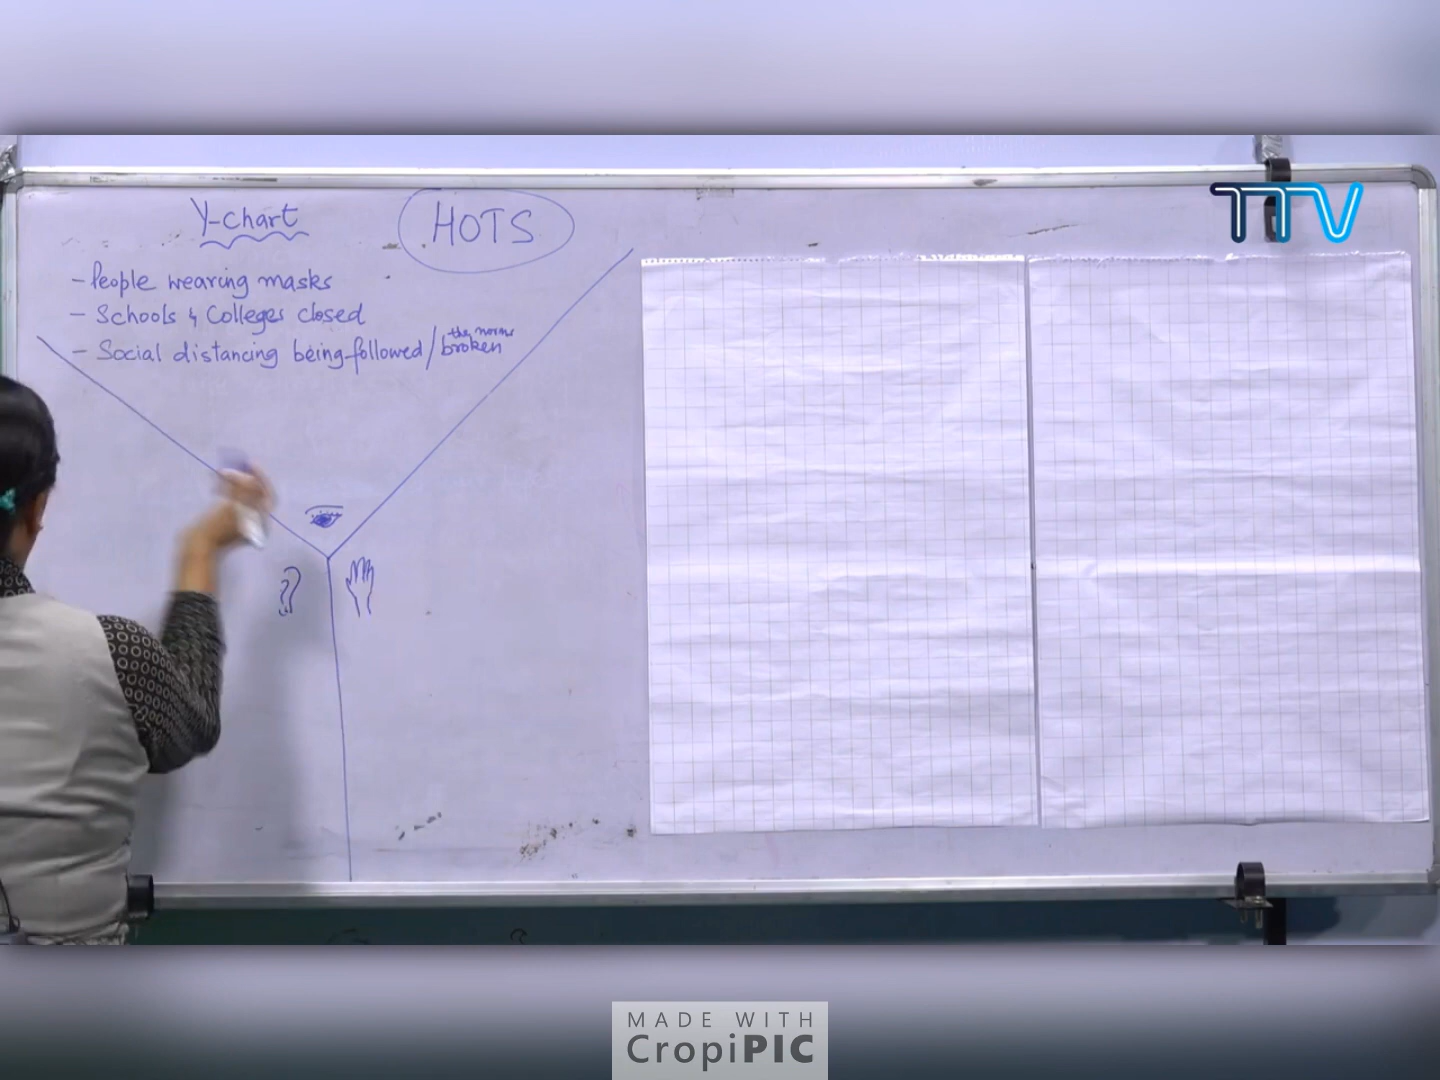 Y-chart
HOTS
TTV
- People wearing masks
- Schools & Colleges closed
- Social distancing being followed/ the norms broken
MADE WITH
CropiPIC